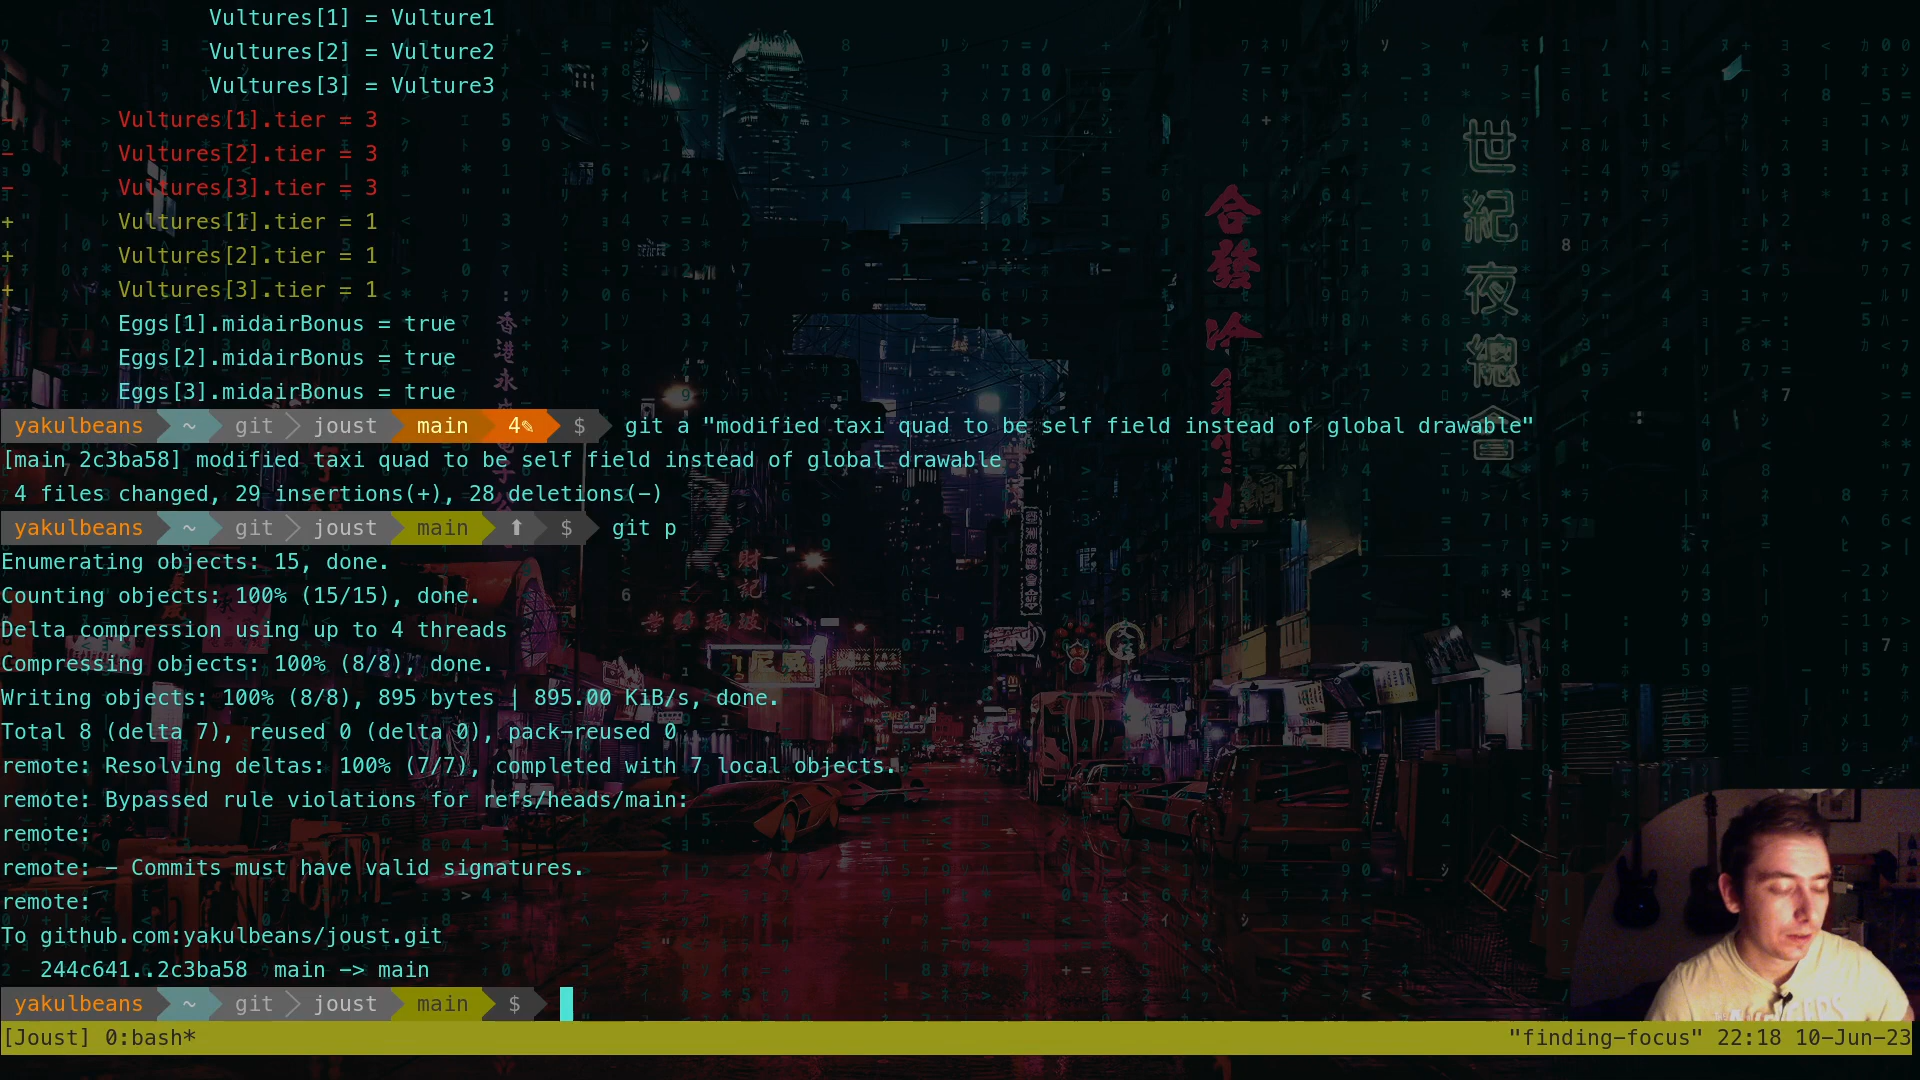 Vultures[1] = Vulture1
Vultures[2] = Vulture2
Vultures[3] = Vulture3
-        Vultures[1].tier = 3
-        Vultures[2].tier = 3
-        Vultures[3].tier = 3
+        Vultures[1].tier = 1
+        Vultures[2].tier = 1
+        Vultures[3].tier = 1
Eggs[1].midairBonus = true
Eggs[2].midairBonus = true
Eggs[3].midairBonus = true
yakulbeans ~ git joust main 4✎ $ git a "modified taxi quad to be self field instead of global drawable"
[main 2c3ba58] modified taxi quad to be self field instead of global drawable
4 files changed, 29 insertions(+), 28 deletions(-)
yakulbeans ~ git joust main ⬆ $ git p
Enumerating objects: 15, done.
Counting objects: 100% (15/15), done.
Delta compression using up to 4 threads
Compressing objects: 100% (8/8), done.
Writing objects: 100% (8/8), 895 bytes | 895.00 KiB/s, done.
Total 8 (delta 7), reused 0 (delta 0), pack-reused 0
remote: Resolving deltas: 100% (7/7), completed with 7 local objects.
remote: Bypassed rule violations for refs/heads/main:
remote:
remote: - Commits must have valid signatures.
remote:
To github.com:yakulbeans/joust.git
244c641..2c3ba58  main -> main
yakulbeans ~ git joust main $
[Joust] 0:bash*
"finding-focus" 22:18 10-Jun-23
世紀夜總會
合發